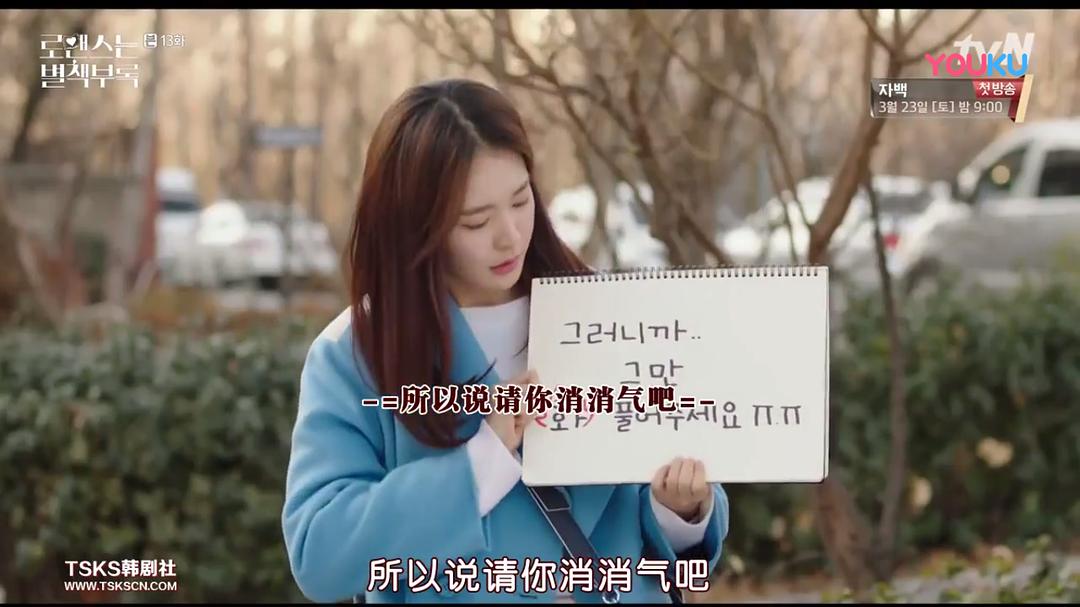 로맨스는 13화
별책부록
tvN
YOUKU
자백 첫방송
3월 23일 [토] 밤 9:00
그러니까..
그만
-=所以说请你消消气吧=-
화 풀어주세요 ㅠ.ㅠ
TSKS韩剧社
WWW.TSKSCN.COM
所以说请你消消气吧